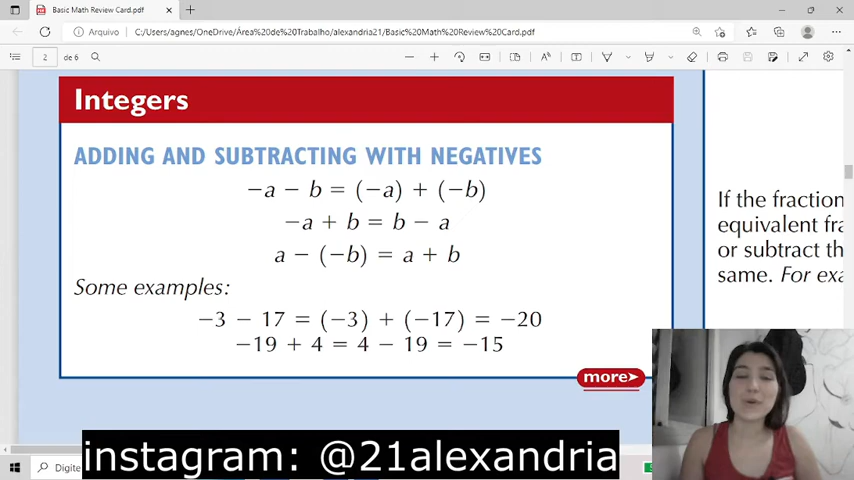 Basic Math Review Card.pdf
Arquivo
C:/Users/agnes/OneDrive/Área%20de%20Trabalho/alexandria21/Basic%20Math%20Review%20Card.pdf
2
de 6
Integers
ADDING AND SUBTRACTING WITH NEGATIVES
−a − b = (−a) + (−b)
−a + b = b − a
a − (−b) = a + b
Some examples:
−3 − 17 = (−3) + (−17) = −20
−19 + 4 = 4 − 19 = −15
more
If the fraction
equivalent fra
or subtract th
same. For exa
instagram: @21alexandria
Digite